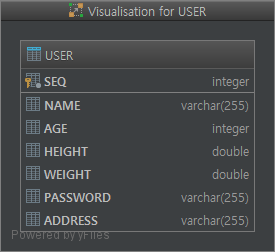 Visualisation for USER
USER
SEQ integer
NAME varchar(255)
AGE integer
HEIGHT double
WEIGHT double
PASSWORD varchar(255)
ADDRESS varchar(255)
Powered by yFiles